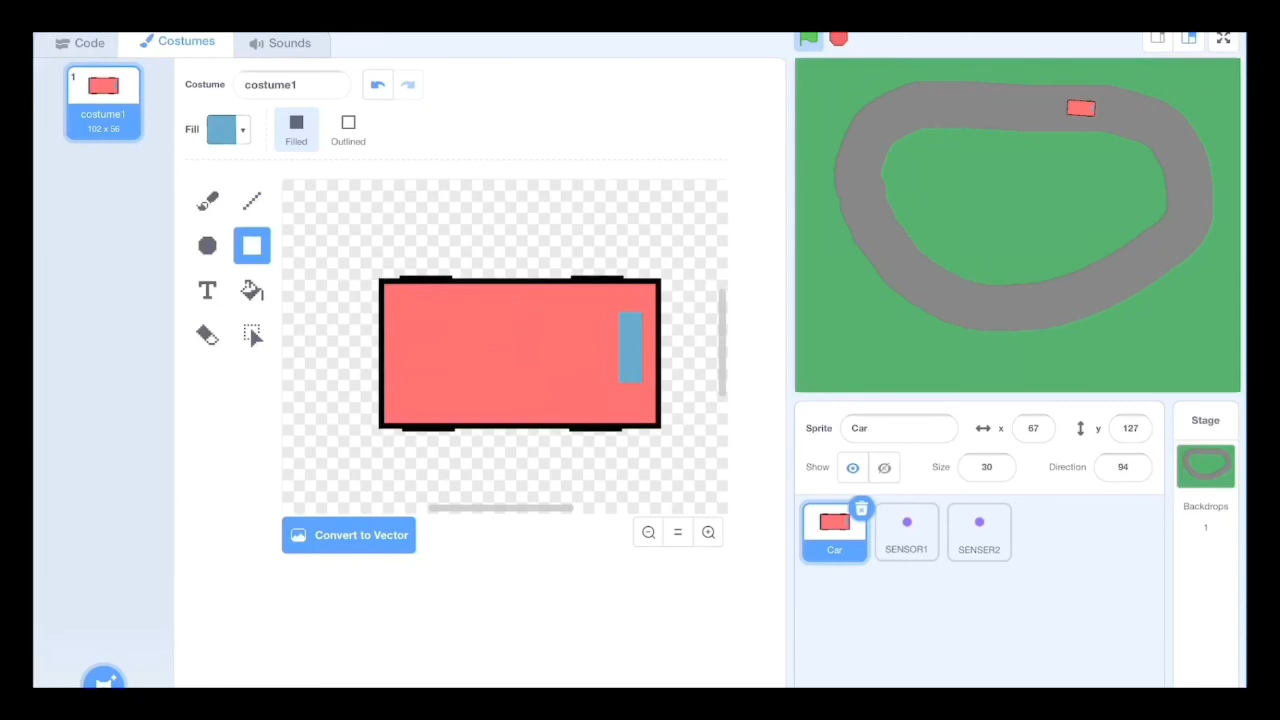 Code
Costumes
Sounds
1
costume1
102 x 56
Costume
costume1
Fill
Filled
Outlined
T
Convert to Vector
Sprite
Car
x
67
y
127
Show
Size
30
Direction
94
Car
SENSOR1
SENSER2
Stage
Backdrops
1